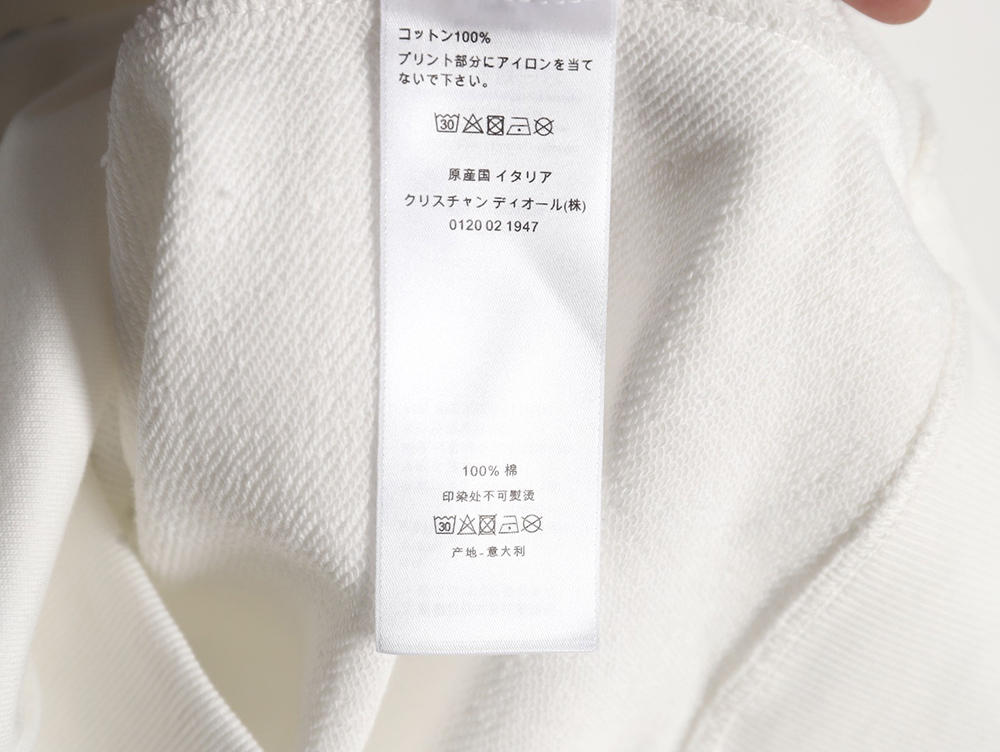 コットン100%
プリント部分にアイロンを当て
ないで下さい。
30
原産国 イタリア
クリスチャン ディオール(株)
0120 02 1947
100% 棉
印染处不可熨烫
30
产地-意大利